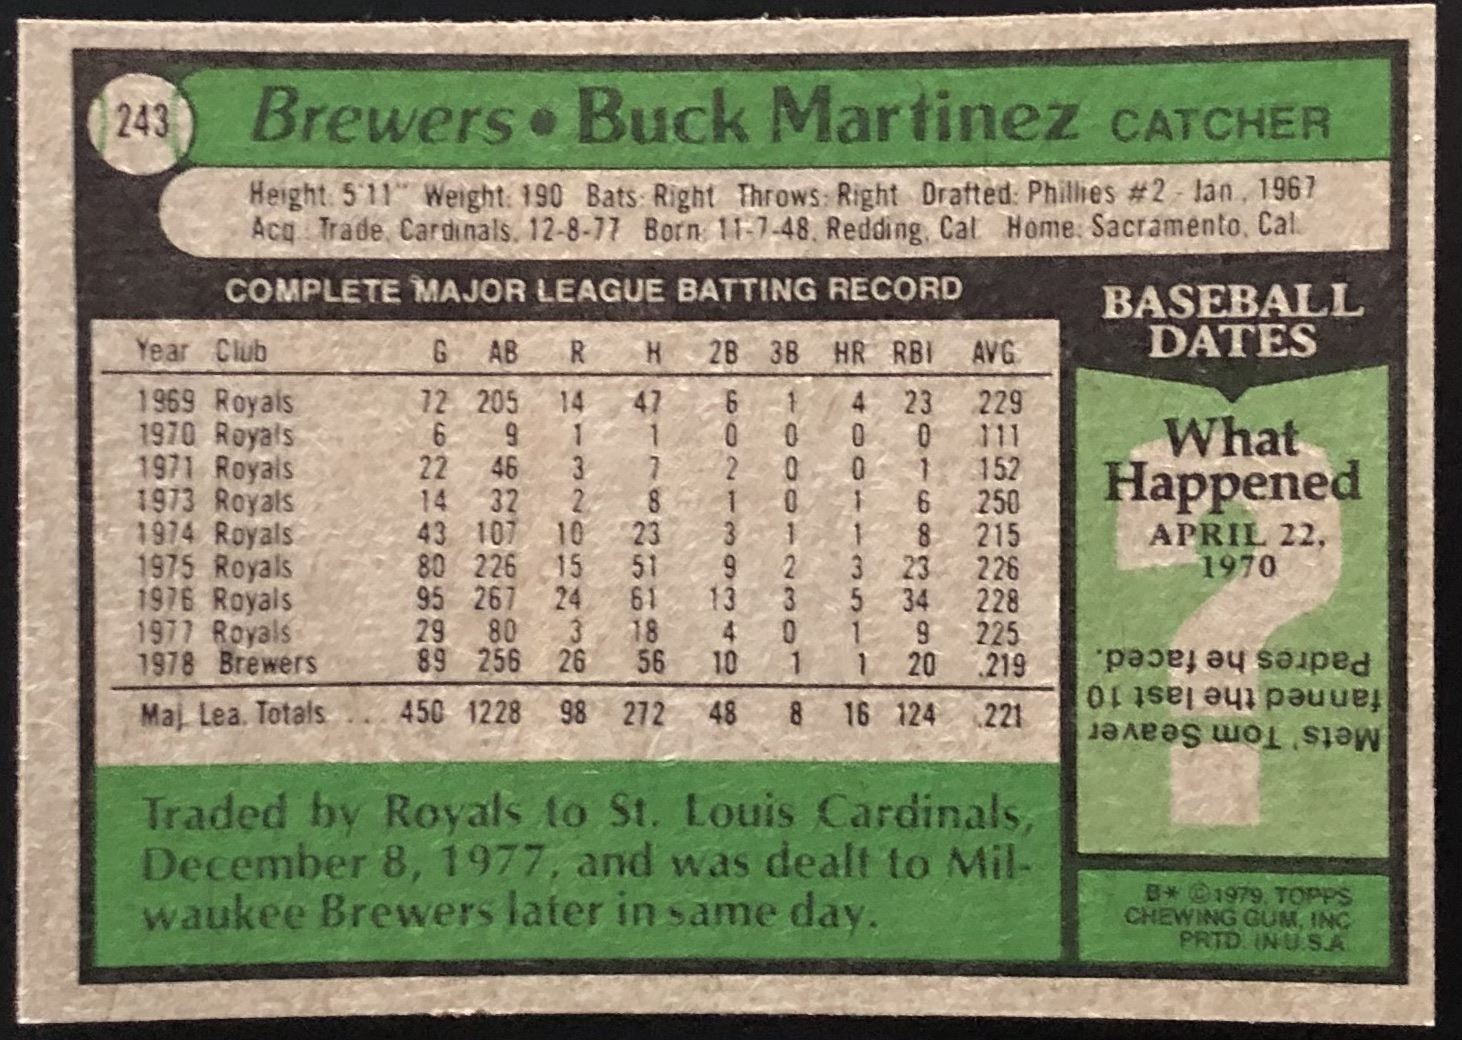 243
Brewers • Buck Martinez CATCHER
Height: 5'11" Weight: 190 Bats: Right Throws: Right Drafted: Phillies #2 - Jan., 1967
Acq.: Trade, Cardinals, 12-8-77 Born: 11-7-48, Redding, Cal. Home: Sacramento, Cal.
COMPLETE MAJOR LEAGUE BATTING RECORD
Year Club G AB R H 2B 3B HR RBI AVG.
1969 Royals 72 205 14 47 6 1 4 23 .229
1970 Royals 6 9 1 1 0 0 0 0 .111
1971 Royals 22 46 3 7 2 0 0 1 .152
1973 Royals 14 32 2 8 1 0 1 6 .250
1974 Royals 43 107 10 23 3 1 1 8 .215
1975 Royals 80 226 15 51 9 2 3 23 .226
1976 Royals 95 267 24 61 13 3 5 34 .228
1977 Royals 29 80 3 18 4 0 1 9 .225
1978 Brewers 89 256 26 56 10 1 1 20 .219
Maj. Lea. Totals ... 450 1228 98 272 48 8 16 124 .221
Traded by Royals to St. Louis Cardinals,
December 8, 1977, and was dealt to Mil-
waukee Brewers later in same day.
BASEBALL
DATES
What
Happened
APRIL 22,
1970
?
Mets' Tom Seaver
fanned the last 10
Padres he faced.
B* © 1979, TOPPS
CHEWING GUM, INC.
PRTD. IN U.S.A.